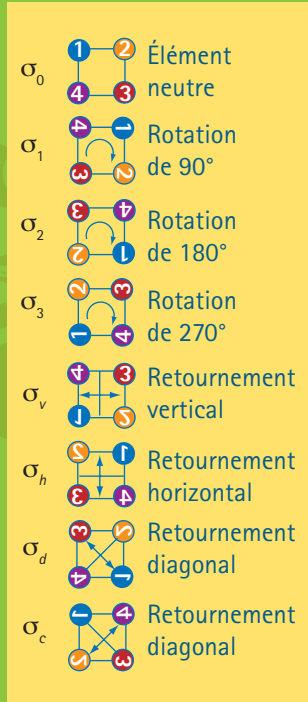 1 2 Élément
σ0
4 3 neutre
4 1 Rotation
σ1
3 2 de 90°
3 4 Rotation
σ2
2 1 de 180°
2 3 Rotation
σ3
1 4 de 270°
4 3 Retournement
σv
1 2 vertical
2 1 Retournement
σh
3 4 horizontal
3 2 Retournement
σd
4 1 diagonal
1 4 Retournement
σc
2 3 diagonal